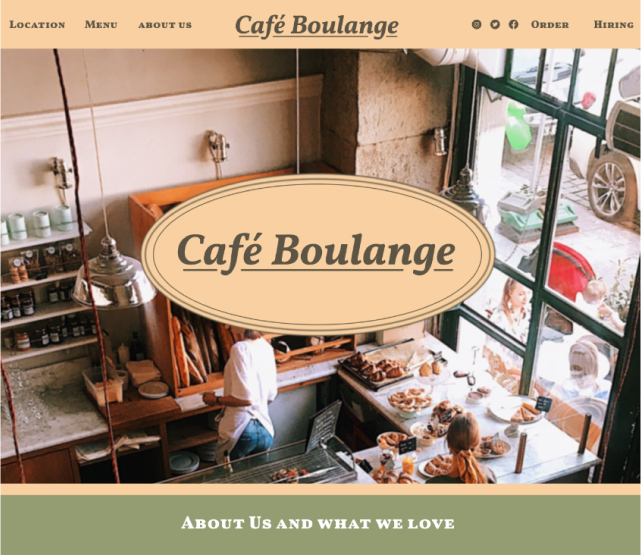 Location Menu about us Café Boulange Order Hiring
Café Boulange
About Us and what we love